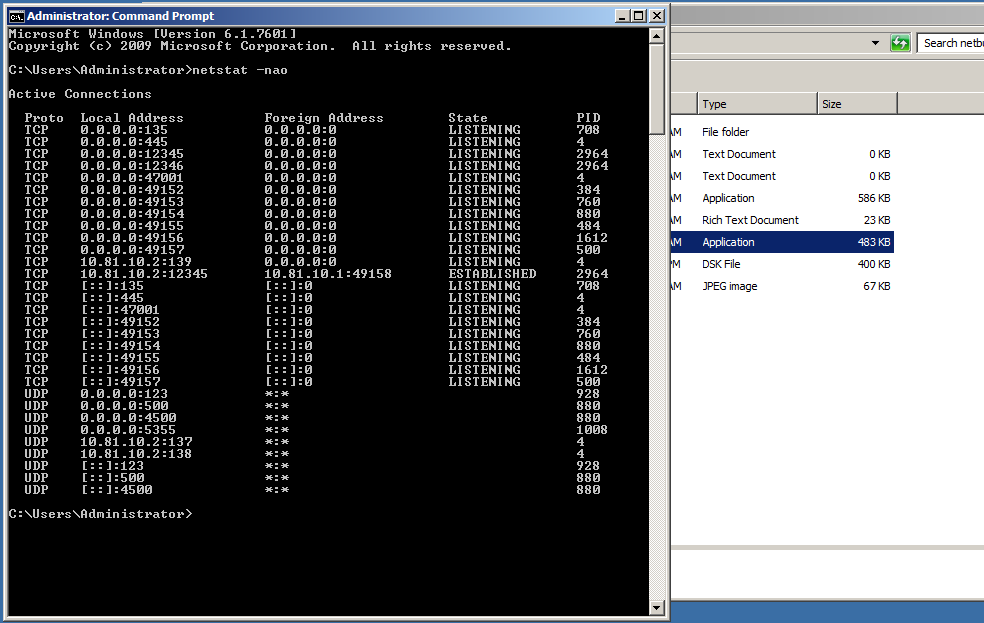 Administrator: Command Prompt
Microsoft Windows [Version 6.1.7601]
Copyright (c) 2009 Microsoft Corporation.  All rights reserved.
C:\Users\Administrator>netstat -nao
Active Connections
Proto  Local Address          Foreign Address        State           PID
TCP    0.0.0.0:135            0.0.0.0:0              LISTENING       708
TCP    0.0.0.0:445            0.0.0.0:0              LISTENING       4
TCP    0.0.0.0:12345          0.0.0.0:0              LISTENING       2964
TCP    0.0.0.0:12346          0.0.0.0:0              LISTENING       2964
TCP    0.0.0.0:47001          0.0.0.0:0              LISTENING       4
TCP    0.0.0.0:49152          0.0.0.0:0              LISTENING       384
TCP    0.0.0.0:49153          0.0.0.0:0              LISTENING       760
TCP    0.0.0.0:49154          0.0.0.0:0              LISTENING       880
TCP    0.0.0.0:49155          0.0.0.0:0              LISTENING       484
TCP    0.0.0.0:49156          0.0.0.0:0              LISTENING       1612
TCP    0.0.0.0:49157          0.0.0.0:0              LISTENING       500
TCP    10.81.10.2:139         0.0.0.0:0              LISTENING       4
TCP    10.81.10.2:12345       10.81.10.1:49158       ESTABLISHED     2964
TCP    [::]:135               [::]:0                 LISTENING       708
TCP    [::]:445               [::]:0                 LISTENING       4
TCP    [::]:47001             [::]:0                 LISTENING       4
TCP    [::]:49152             [::]:0                 LISTENING       384
TCP    [::]:49153             [::]:0                 LISTENING       760
TCP    [::]:49154             [::]:0                 LISTENING       880
TCP    [::]:49155             [::]:0                 LISTENING       484
TCP    [::]:49156             [::]:0                 LISTENING       1612
TCP    [::]:49157             [::]:0                 LISTENING       500
UDP    0.0.0.0:123            *:*                                    928
UDP    0.0.0.0:500            *:*                                    880
UDP    0.0.0.0:4500           *:*                                    880
UDP    0.0.0.0:5355           *:*                                    1008
UDP    10.81.10.2:137         *:*                                    4
UDP    10.81.10.2:138         *:*                                    4
UDP    [::]:123               *:*                                    928
UDP    [::]:500               *:*                                    880
UDP    [::]:4500              *:*                                    880
C:\Users\Administrator>
Search netb
Type Size
AM File folder
AM Text Document 0 KB
AM Text Document 0 KB
AM Application 586 KB
AM Rich Text Document 23 KB
AM Application 483 KB
PM DSK File 400 KB
AM JPEG image 67 KB